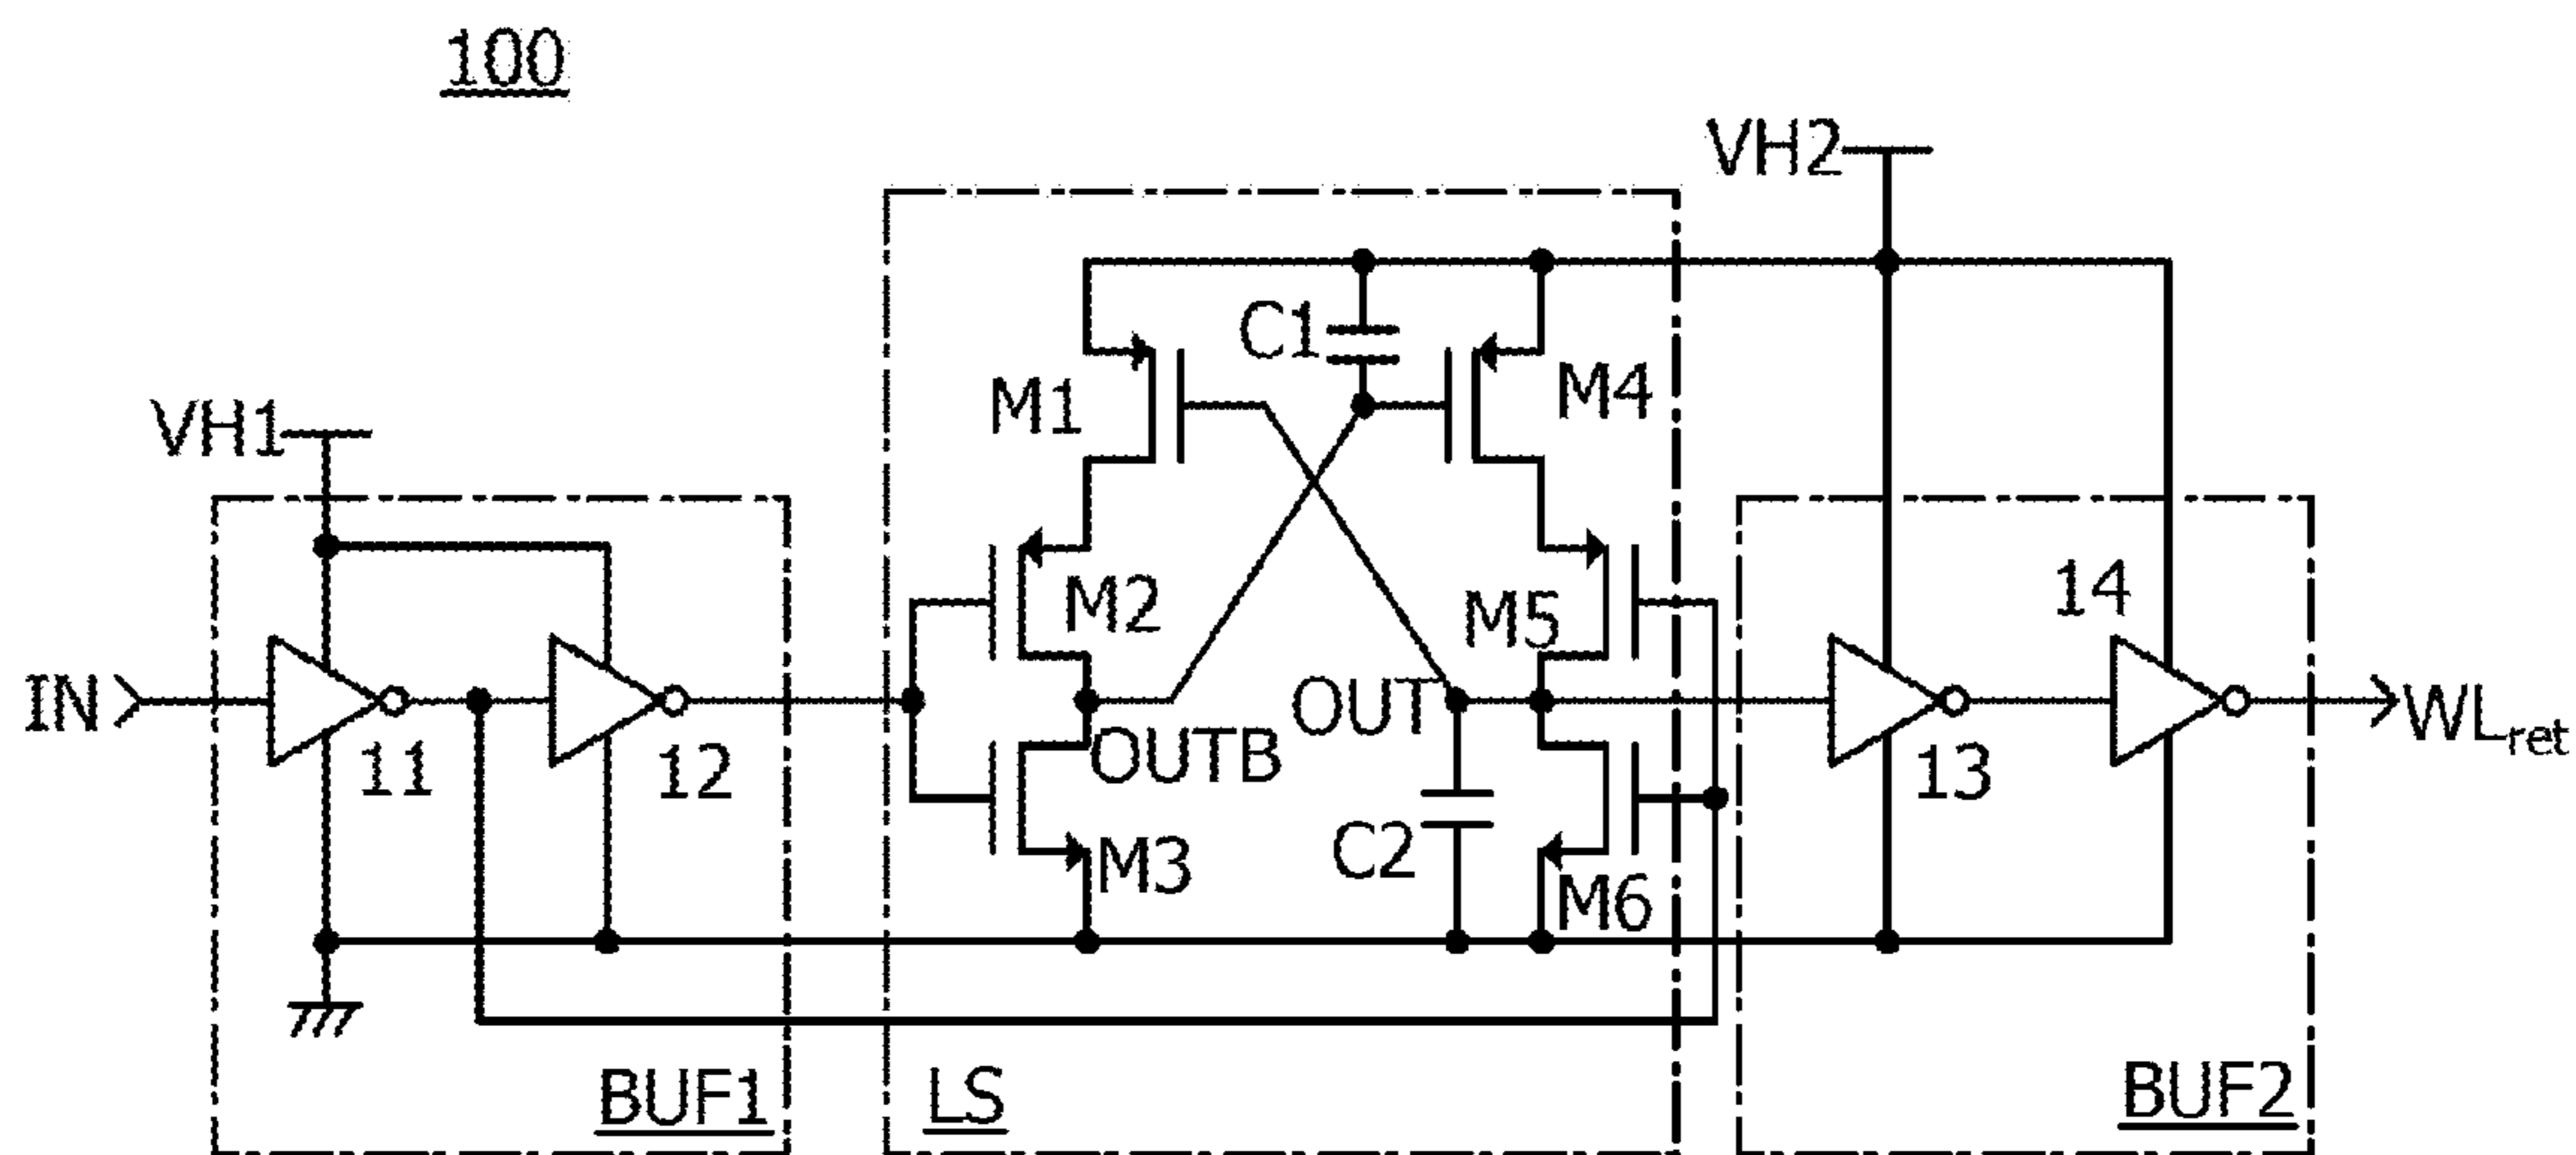 100
VH2
C1
M1
M4
VH1
M2
M5
14
IN
11
12
OUTB
OUT
13
WLret
C2
M3
M6
BUF1
LS
BUF2